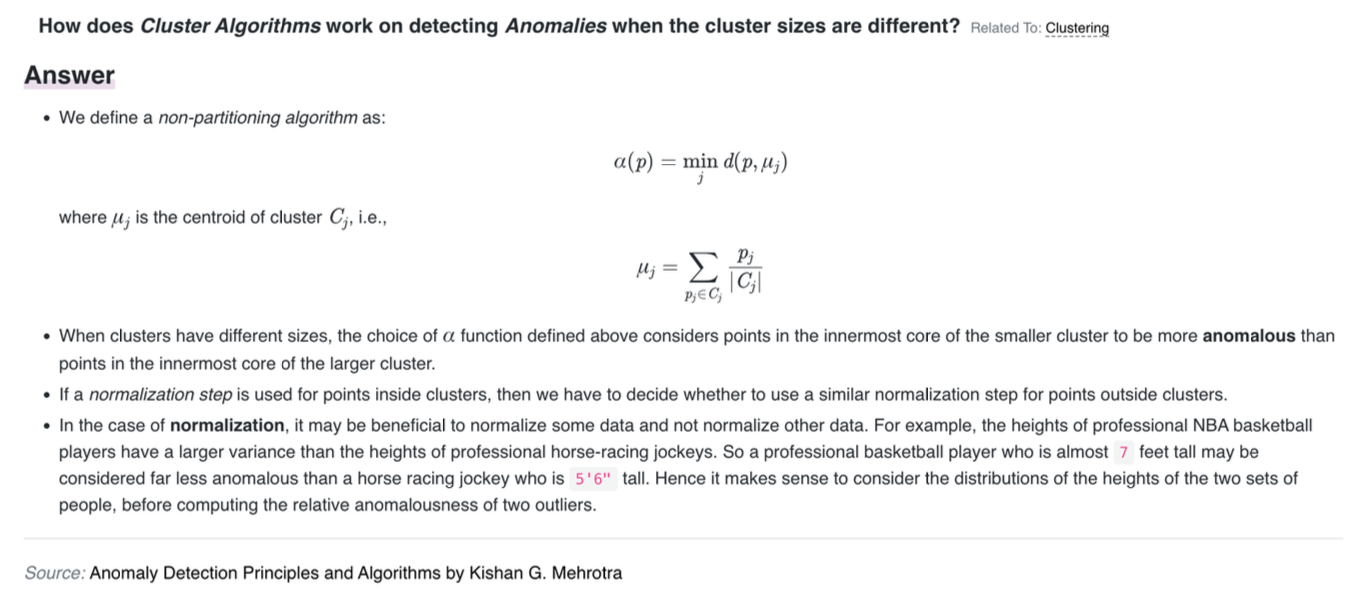 How does Cluster Algorithms work on detecting Anomalies when the cluster sizes are different? Related To: Clustering
Answer
• We define a non-partitioning algorithm as:
α(p) = min_j d(p, μ_j)
where μ_j is the centroid of cluster C_j, i.e.,
μ_j = ∑_{p_j∈C_j} p_j / |C_j|
• When clusters have different sizes, the choice of α function defined above considers points in the innermost core of the smaller cluster to be more anomalous than
points in the innermost core of the larger cluster.
• If a normalization step is used for points inside clusters, then we have to decide whether to use a similar normalization step for points outside clusters.
• In the case of normalization, it may be beneficial to normalize some data and not normalize other data. For example, the heights of professional NBA basketball
players have a larger variance than the heights of professional horse-racing jockeys. So a professional basketball player who is almost 7 feet tall may be
considered far less anomalous than a horse racing jockey who is 5'6" tall. Hence it makes sense to consider the distributions of the heights of the two sets of
people, before computing the relative anomalousness of two outliers.
Source: Anomaly Detection Principles and Algorithms by Kishan G. Mehrotra